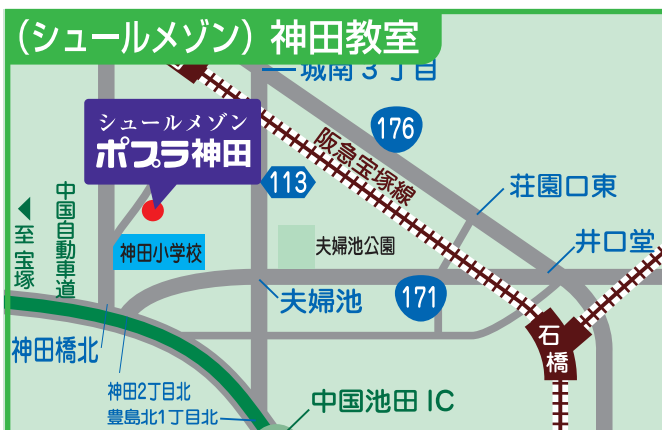 (シュールメゾン) 神田教室
城南3丁目
シュールメゾン
ポプラ神田
176
阪急宝塚線
113
荘園口東
中国自動車道
至 宝塚
神田小学校
夫婦池公園
井口堂
夫婦池
171
石橋
神田橋北
神田2丁目北
豊島北1丁目北
中国池田 IC